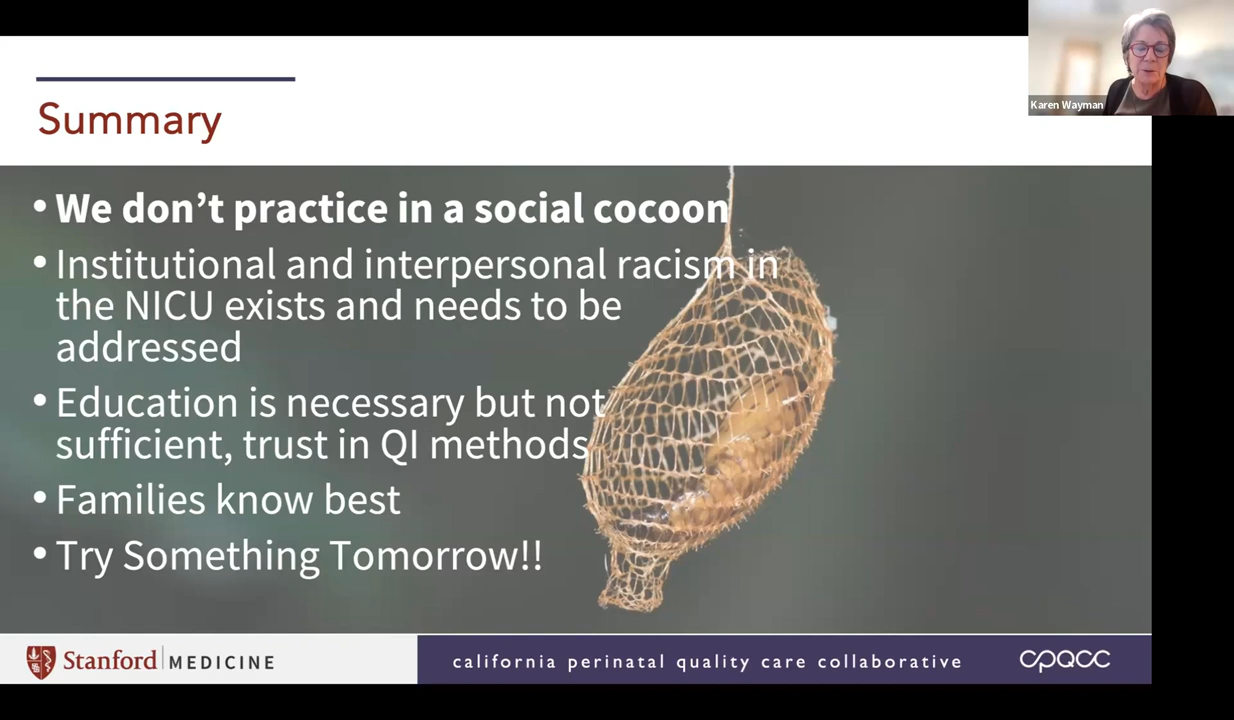 Karen Wayman
Summary
• We don’t practice in a social cocoon
• Institutional and interpersonal racism in
the NICU exists and needs to be
addressed
• Education is necessary but not
sufficient, trust in QI methods
• Families know best
• Try Something Tomorrow!!
Stanford MEDICINE
california perinatal quality care collaborative
cpqcc